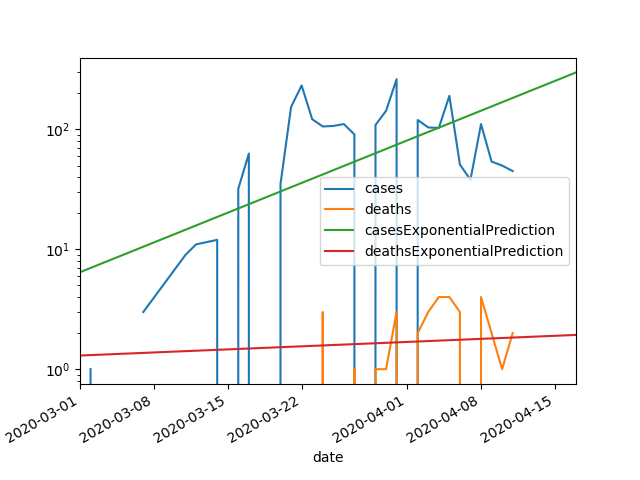 10²
10¹
10⁰
cases
deaths
casesExponentialPrediction
deathsExponentialPrediction
2020-03-01
2020-03-08
2020-03-15
2020-03-22
2020-04-01
2020-04-08
2020-04-15
date